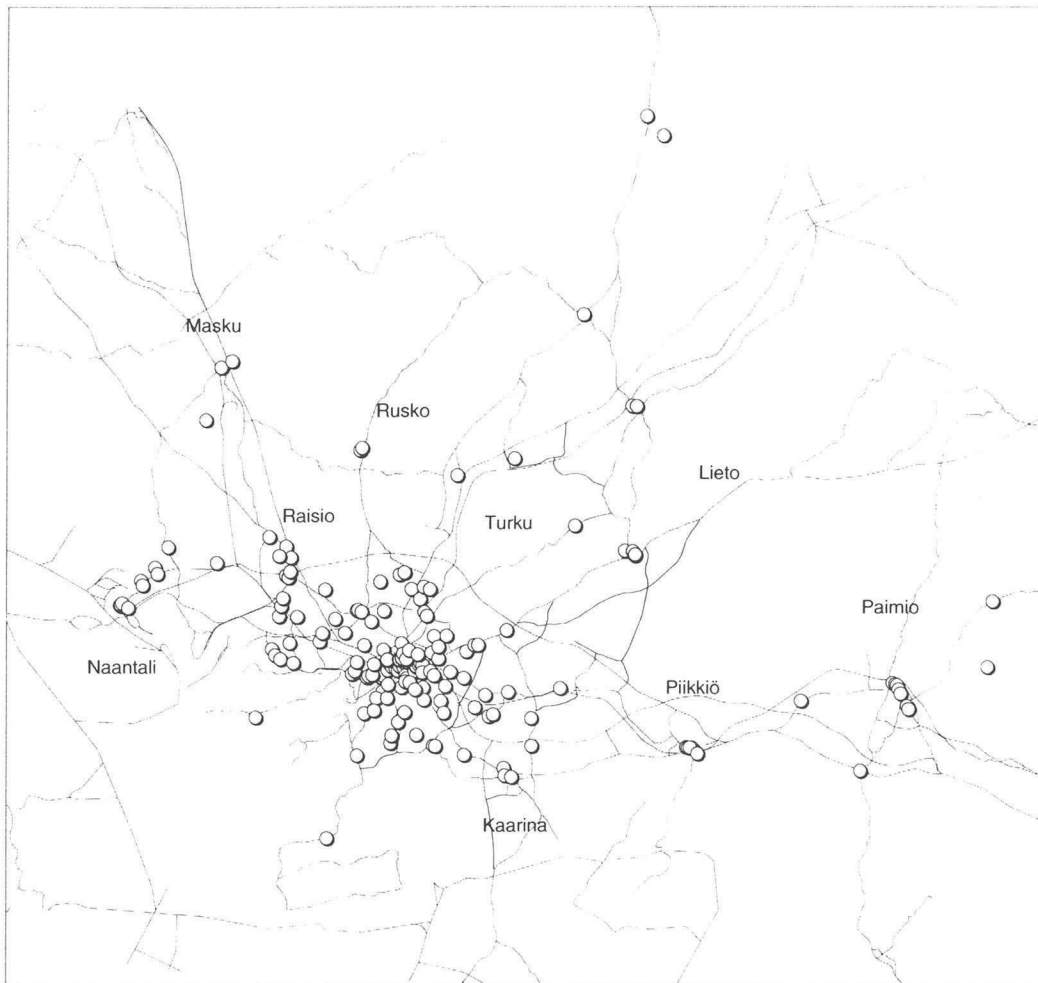 Masku
Rusko
Lieto
Raisio
Turku
Paimio
Naantali
Piikkiö
Kaarina